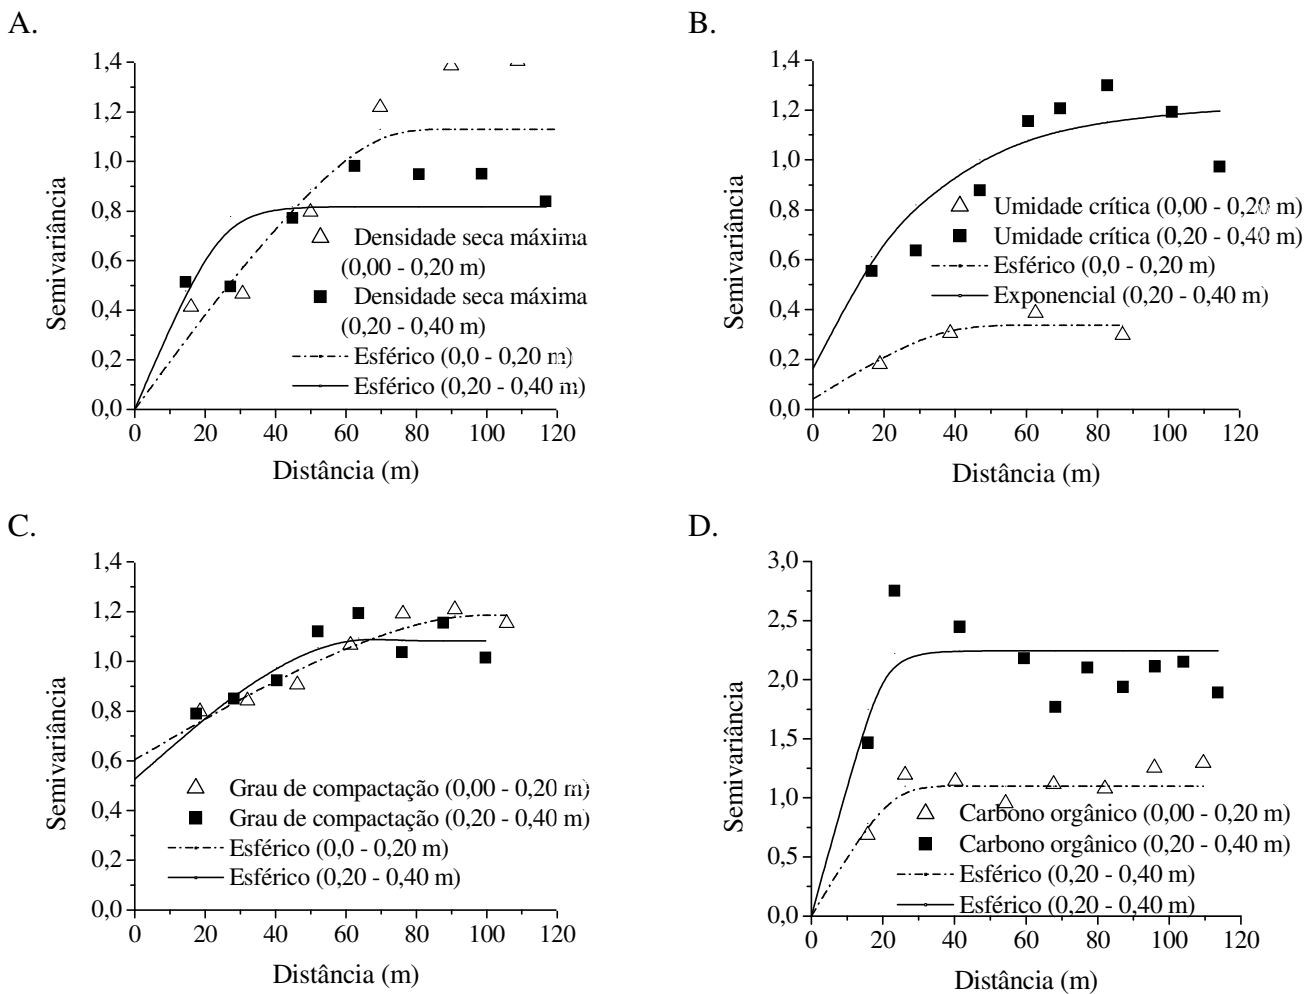 A.
1,4
1,2
1,0
0,8
0,6
0,4
0,2
0,0
Semivariância
Densidade seca máxima
(0,00 - 0,20 m)
Densidade seca máxima
(0,20 - 0,40 m)
Esférico (0,0 - 0,20 m)
Esférico (0,20 - 0,40 m)
0 20 40 60 80 100 120
Distância (m)
B.
1,4
1,2
1,0
0,8
0,6
0,4
0,2
0,0
Semivariância
Umidade crítica (0,00 - 0,20 m)
Umidade crítica (0,20 - 0,40 m)
Esférico (0,0 - 0,20 m)
Exponencial (0,20 - 0,40 m)
0 20 40 60 80 100 120
Distância (m)
C.
1,4
1,2
1,0
0,8
0,6
0,4
0,2
0,0
Semivariância
Grau de compactação (0,00 - 0,20 m)
Grau de compactação (0,20 - 0,40 m)
Esférico (0,0 - 0,20 m)
Esférico (0,20 - 0,40 m)
0 20 40 60 80 100 120
Distância (m)
D.
3,0
2,5
2,0
1,5
1,0
0,5
0,0
Semivariância
Carbono orgânico (0,00 - 0,20 m)
Carbono orgânico (0,20 - 0,40 m)
Esférico (0,20 - 0,40 m)
Esférico (0,20 - 0,40 m)
0 20 40 60 80 100 120
Distância (m)